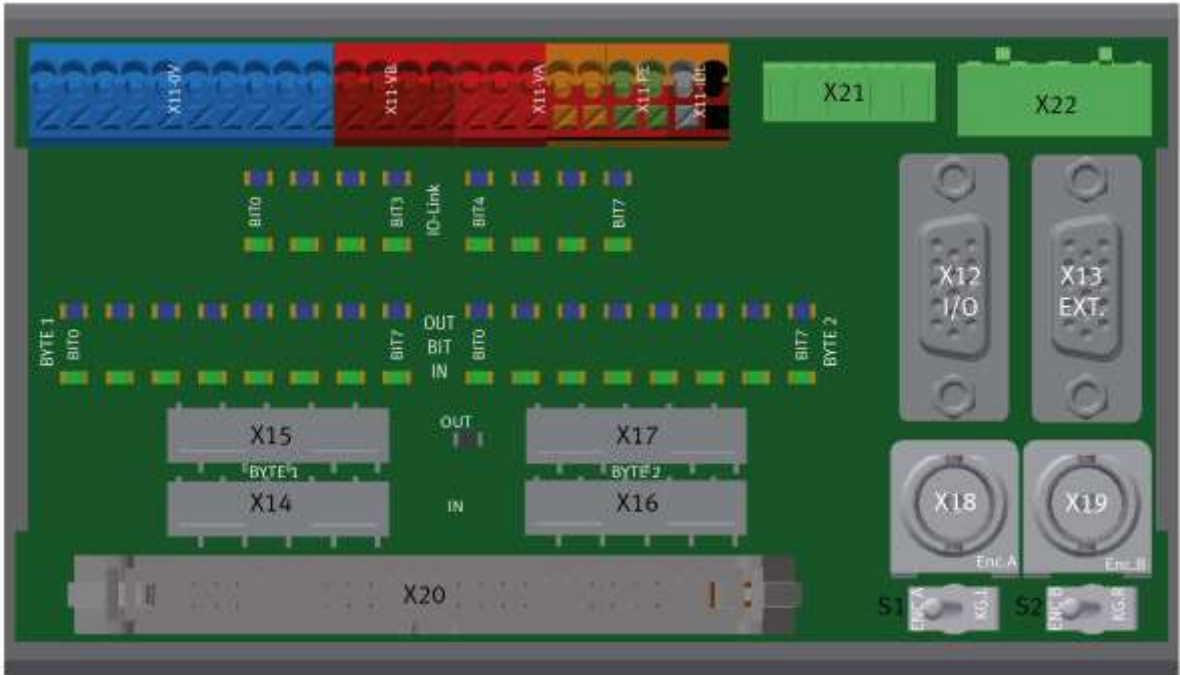 X11-0V
X11-VB
X11-VA
X11-PE
X21
X22
BIT0
BIT3
IO-Link
BIT4
BIT7
X12
I/O
X13
EXT.
BYTE 1
BIT0
BIT7
OUT
BIT
IN
BIT0
BIT7
BYTE 2
X15
OUT
X17
BYTE 1
BYTE 2
X14
IN
X16
X18
X19
Enc.A
Enc.B
X20
S1
ENC.A
KG.L
S2
ENC.B
KG.R